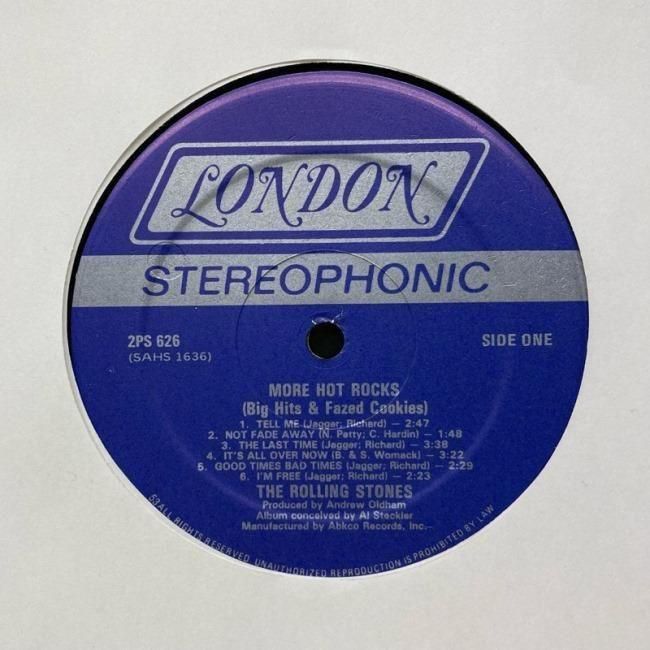 LONDON
STEREOPHONIC
2PS 626
SIDE ONE
(SAHS 1636)
MORE HOT ROCKS
(Big Hits & Fazed Cookies)
1. TELL ME (Jagger; Richard) — 2:47
2. NOT FADE AWAY (N. Petty; C. Hardin) — 1:48
3. THE LAST TIME (Jagger; Richard) — 3:38
4. IT'S ALL OVER NOW (B. & S. Womack) — 3:22
5. GOOD TIMES BAD TIMES (Jagger; Richard) — 2:29
6. I'M FREE (Jagger; Richard) — 2:23
THE ROLLING STONES
Produced by Andrew Oldham
Album conceived by Al Steckler
Manufactured by Abkco Records, Inc.
53 ALL RIGHTS RESERVED UNAUTHORIZED REPRODUCTION IS PROHIBITED BY LAW